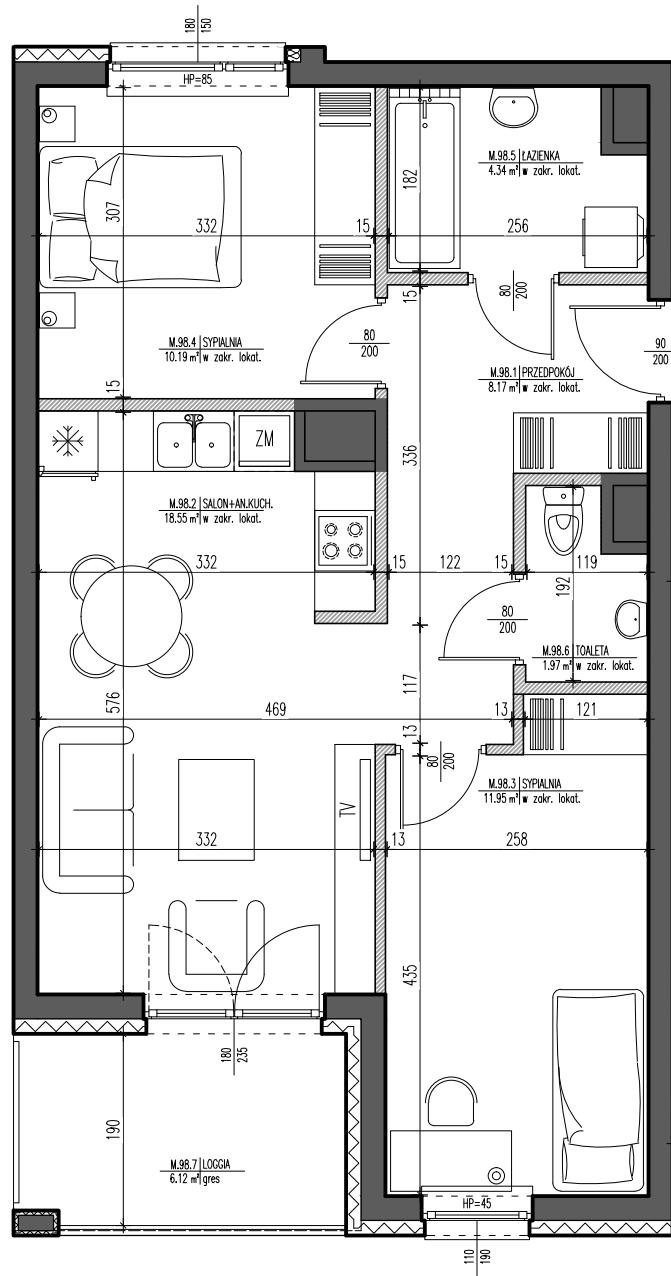 180
150
HP=85
M.98.5 ŁAZIENKA
4.34 m² w zakr. lokat.
182
307
332
15
256
15
80
200
M.98.4 SYPIALNIA
10.19 m² w zakr. lokat.
80
200
90
200
M.98.1 PRZEDPOKÓJ
8.17 m² w zakr. lokat.
15
ZM
336
M.98.2 SALON+AN.KUCH.
18.55 m² w zakr. lokat.
332
15
122
15
119
192
80
200
M.98.6 TOALETA
1.97 m² w zakr. lokat.
117
576
469
13
121
13
80
200
M.98.3 SYPIALNIA
11.95 m² w zakr. lokat.
TV
332
13
258
435
180
235
190
M.98.7 LOGGIA
6.12 m² gres
HP=45
110
190